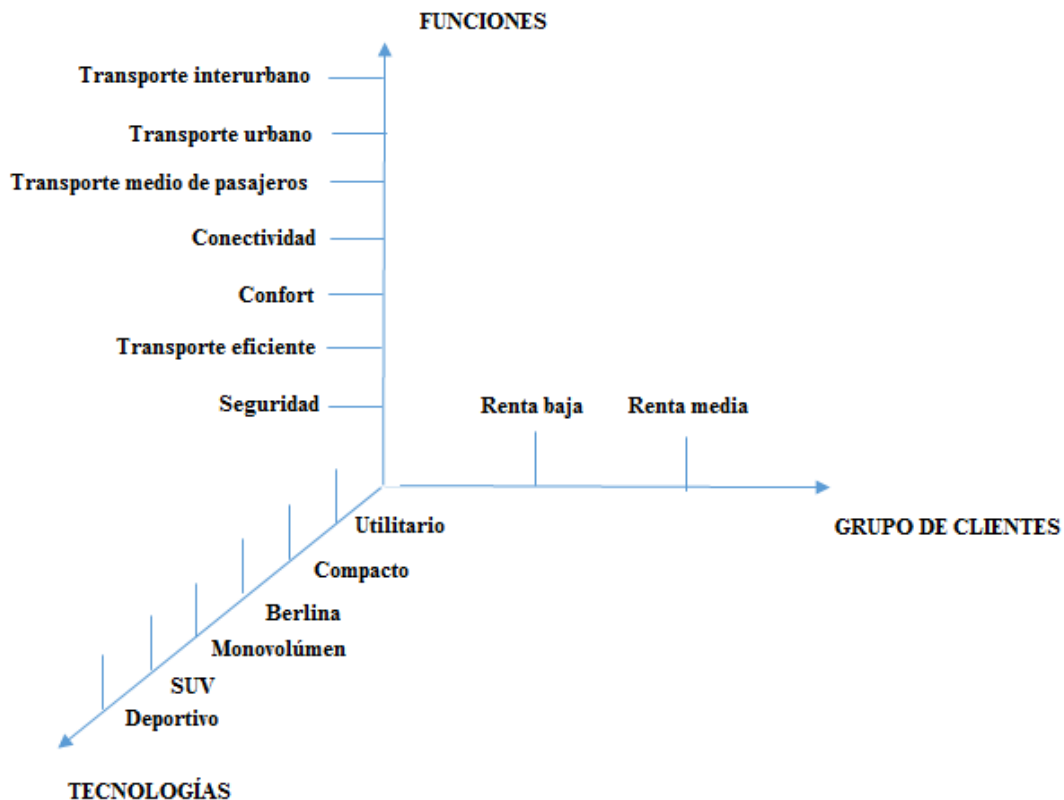 FUNCIONES
Transporte interurbano
Transporte urbano
Transporte medio de pasajeros
Conectividad
Confort
Transporte eficiente
Seguridad
Renta baja
Renta media
GRUPO DE CLIENTES
Utilitario
Compacto
Berlina
Monovolúmen
SUV
Deportivo
TECNOLOGÍAS